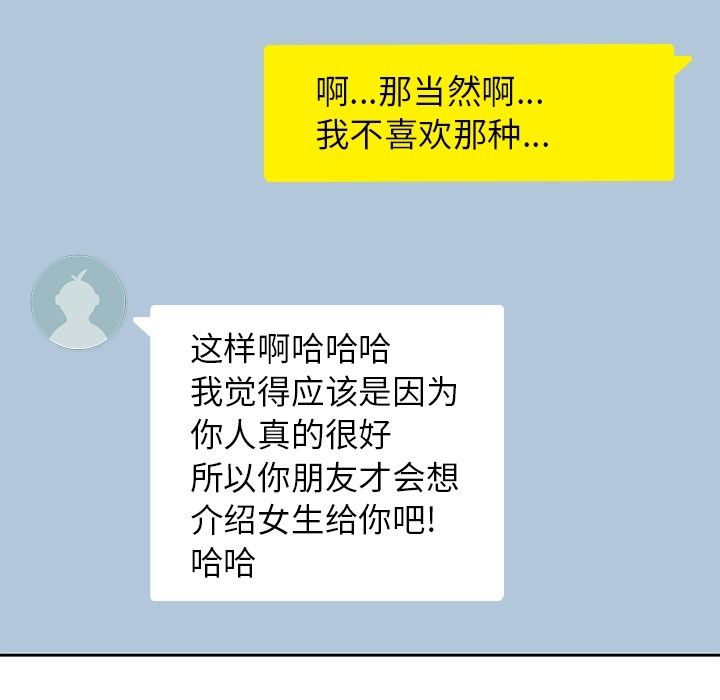 啊...那当然啊...
我不喜欢那种...
这样啊哈哈哈
我觉得应该是因为
你人真的很好
所以你朋友才会想
介绍女生给你吧!
哈哈